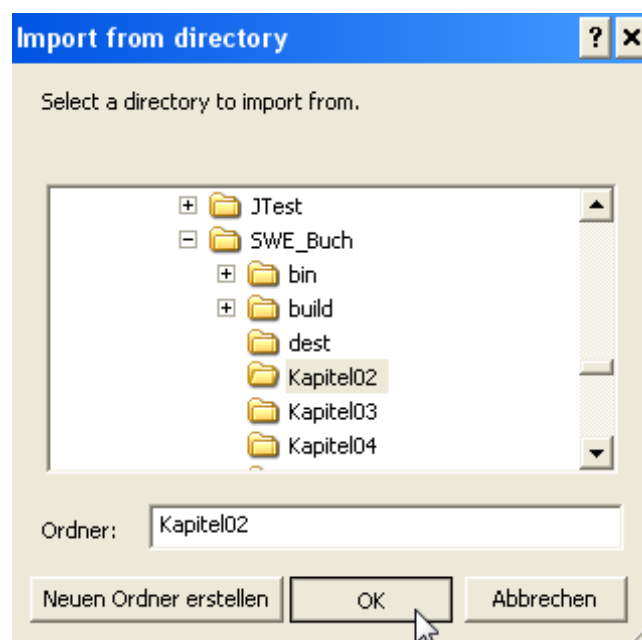 Import from directory
Select a directory to import from.
JTest
SWE_Buch
bin
build
dest
Kapitel02
Kapitel03
Kapitel04
Ordner: Kapitel02
Neuen Ordner erstellen OK Abbrechen